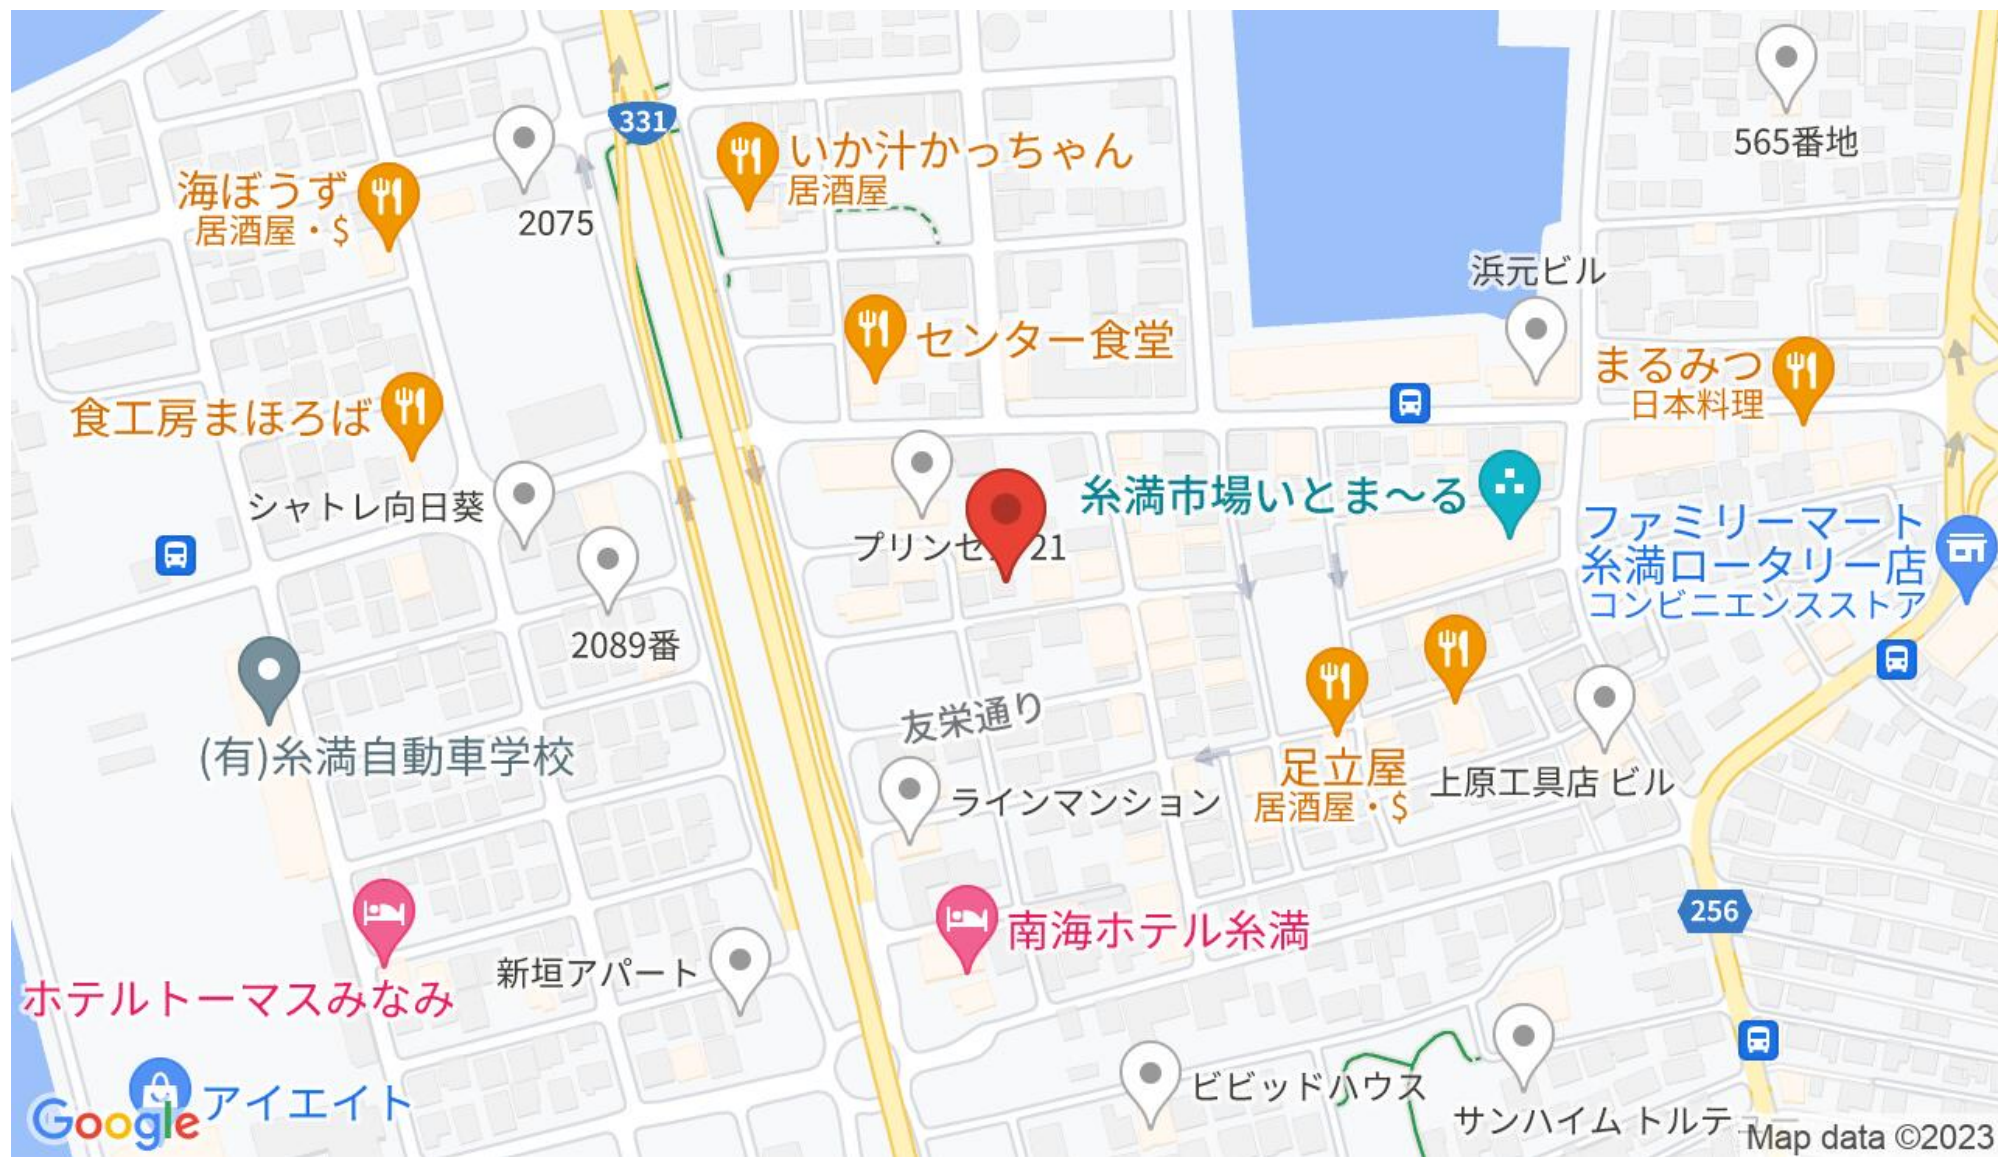 331
いか汁かっちゃん
居酒屋
565番地
海ぼうず
居酒屋・$
2075
浜元ビル
センター食堂
まるみつ
日本料理
食工房まほろば
シャトレ向日葵
糸満市場いとま～る
プリンセ
21
ファミリーマート
糸満ロータリー店
コンビニエンスストア
2089番
友栄通り
(有)糸満自動車学校
足立屋
居酒屋・$
上原工具店 ビル
ラインマンション
256
南海ホテル糸満
新垣アパート
ホテルトーマスみなみ
ビビッドハウス
アイエイト
サンハイム トルテ
Google
Map data ©2023